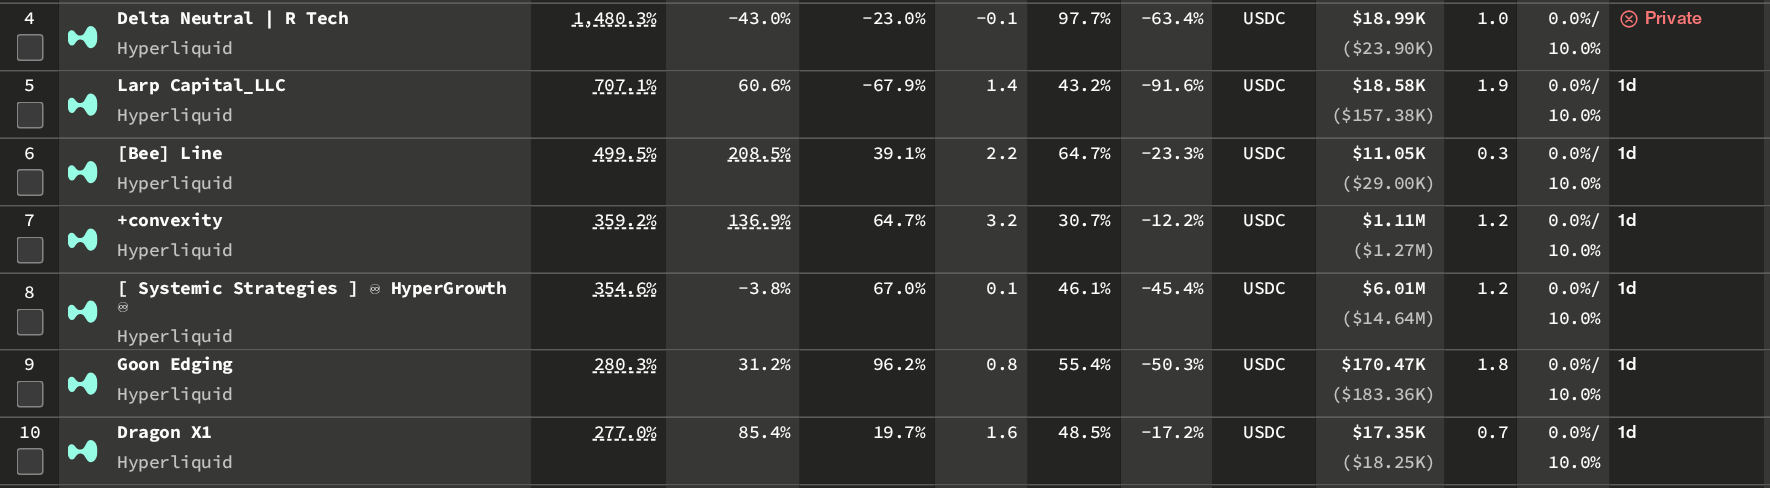 4 Delta Neutral | R Tech 1,480.3% −43.0% −23.0% −0.1 97.7% −63.4% USDC $18.99K 1.0 0.0%/ Private
Hyperliquid ($23.90K) 10.0%
5 Larp Capital_LLC 707.1% 60.6% −67.9% 1.4 43.2% −91.6% USDC $18.58K 1.9 0.0%/ 1d
Hyperliquid ($157.38K) 10.0%
6 [Bee] Line 499.5% 208.5% 39.1% 2.2 64.7% −23.3% USDC $11.05K 0.3 0.0%/ 1d
Hyperliquid ($29.00K) 10.0%
7 +convexity 359.2% 136.9% 64.7% 3.2 30.7% −12.2% USDC $1.11M 1.2 0.0%/ 1d
Hyperliquid ($1.27M) 10.0%
8 [ Systemic Strategies ] ♾ HyperGrowth 354.6% −3.8% 67.0% 0.1 46.1% −45.4% USDC $6.01M 1.2 0.0%/ 1d
♾ ($14.64M) 10.0%
Hyperliquid
9 Goon Edging 280.3% 31.2% 96.2% 0.8 55.4% −50.3% USDC $170.47K 1.8 0.0%/ 1d
Hyperliquid ($183.36K) 10.0%
10 Dragon X1 277.0% 85.4% 19.7% 1.6 48.5% −17.2% USDC $17.35K 0.7 0.0%/ 1d
Hyperliquid ($18.25K) 10.0%